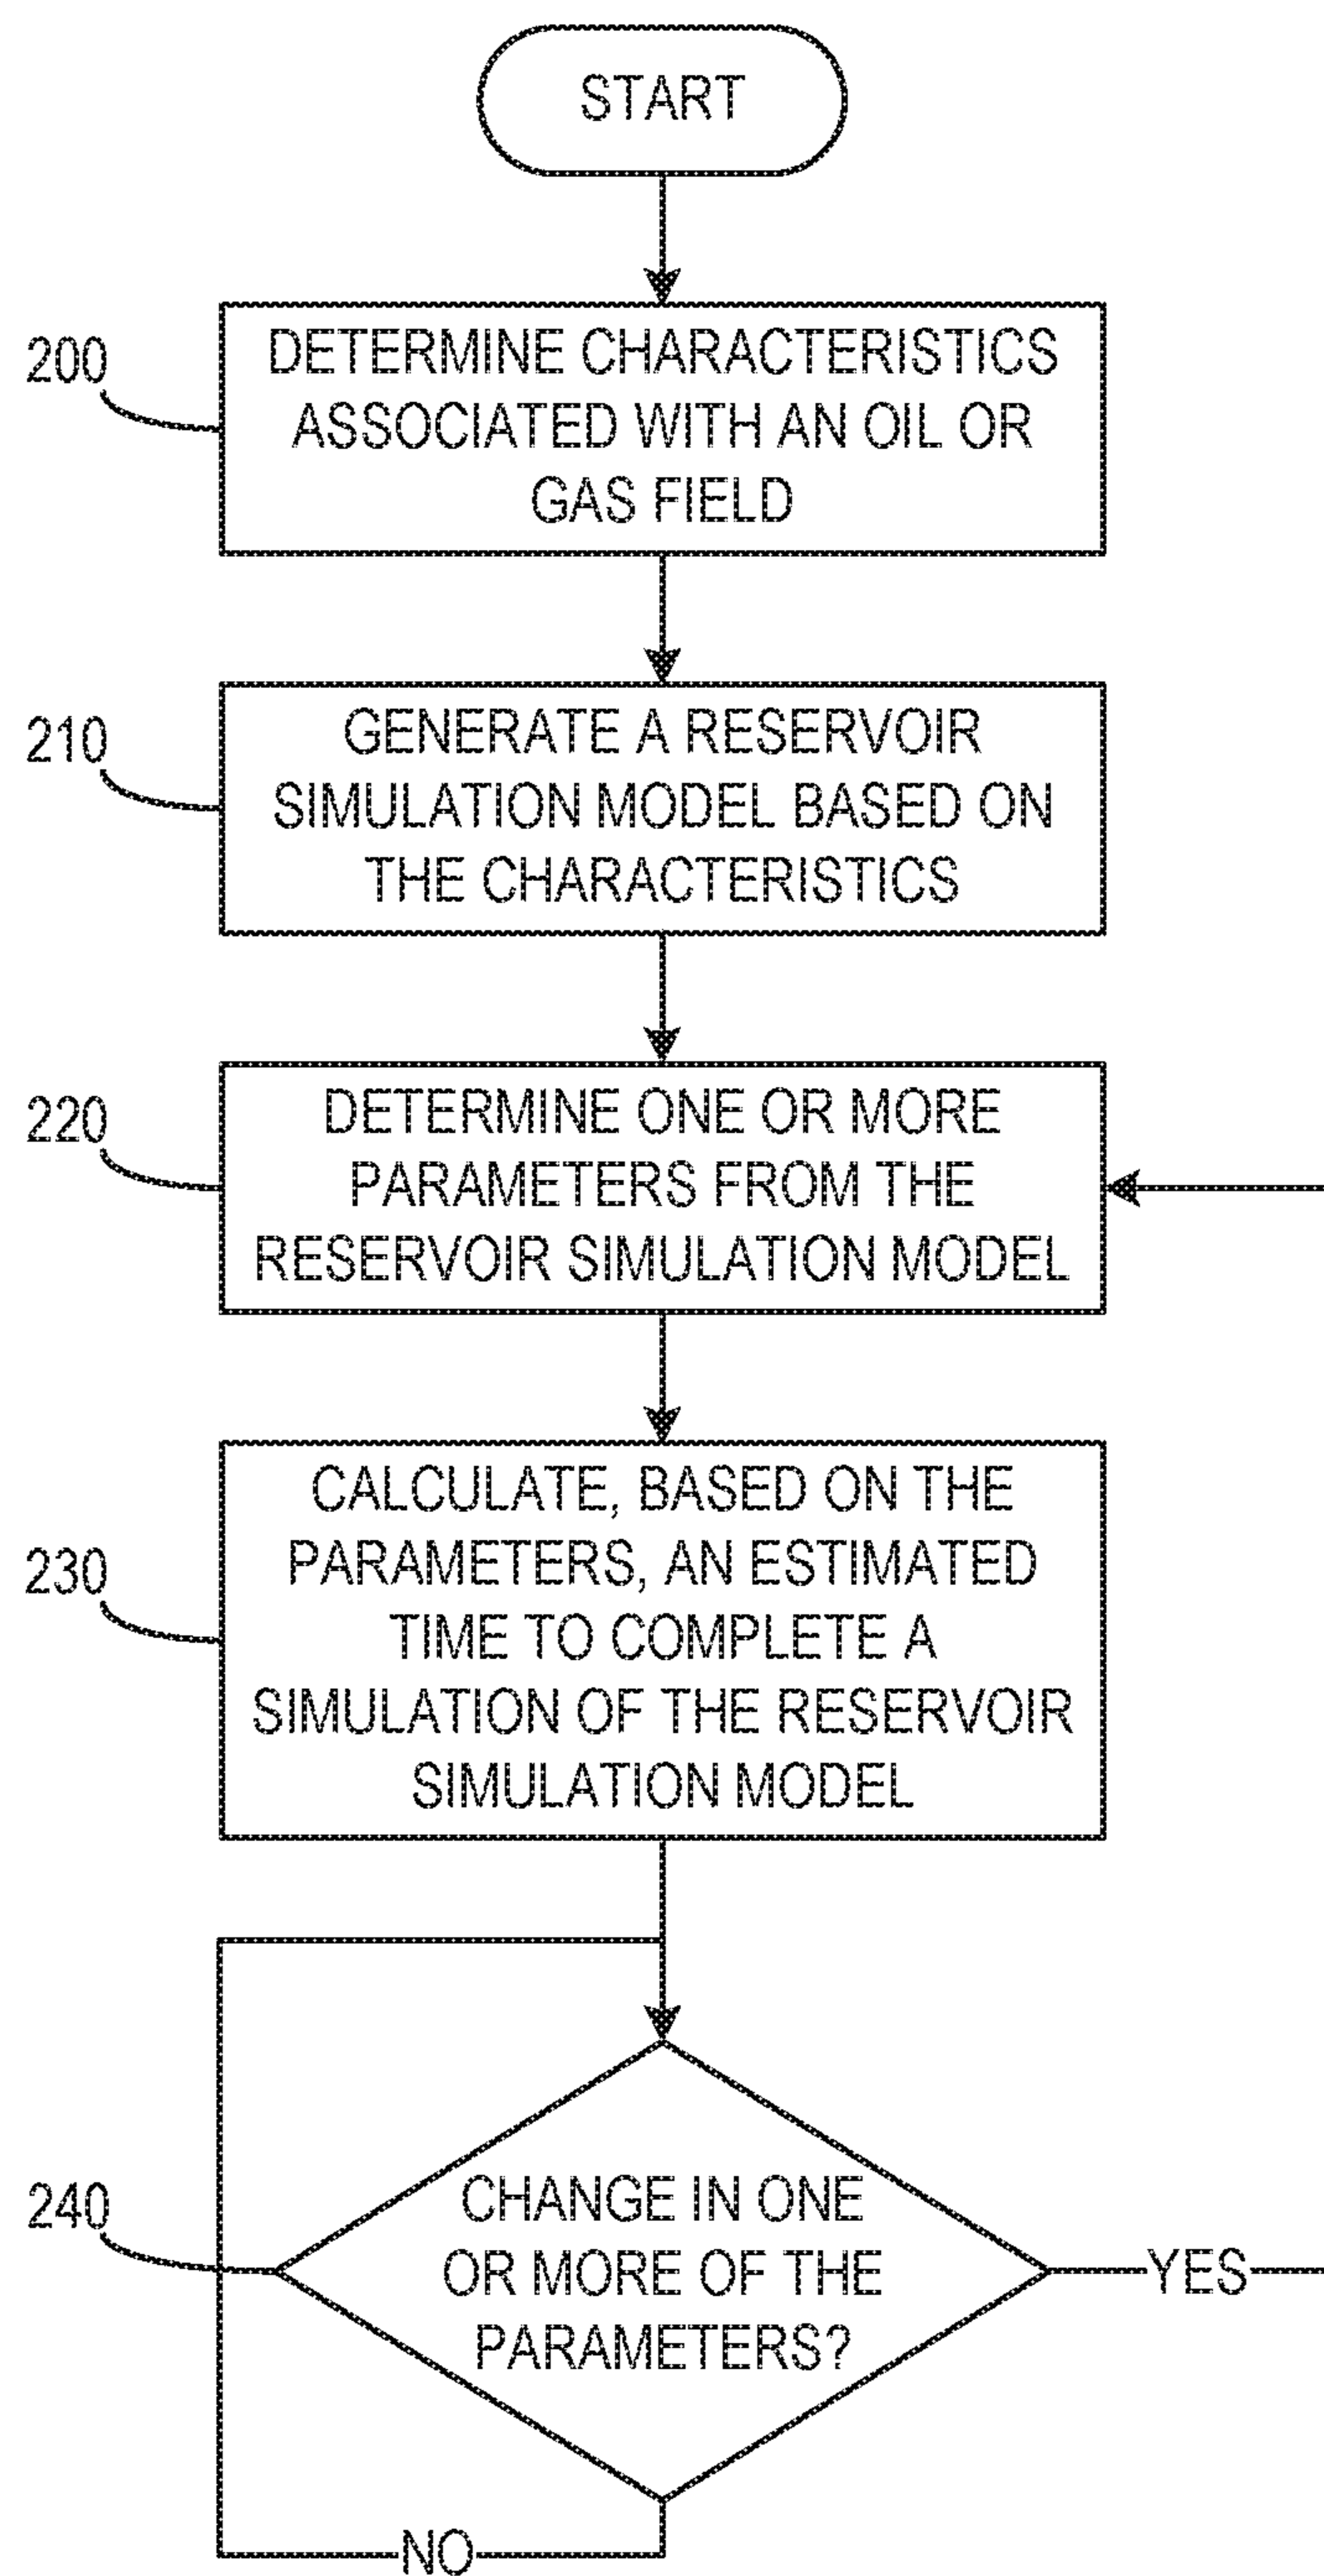 START
200
DETERMINE CHARACTERISTICS
ASSOCIATED WITH AN OIL OR
GAS FIELD
210
GENERATE A RESERVOIR
SIMULATION MODEL BASED ON
THE CHARACTERISTICS
220
DETERMINE ONE OR MORE
PARAMETERS FROM THE
RESERVOIR SIMULATION MODEL
230
CALCULATE, BASED ON THE
PARAMETERS, AN ESTIMATED
TIME TO COMPLETE A
SIMULATION OF THE RESERVOIR
SIMULATION MODEL
240
CHANGE IN ONE
OR MORE OF THE
PARAMETERS?
YES
NO